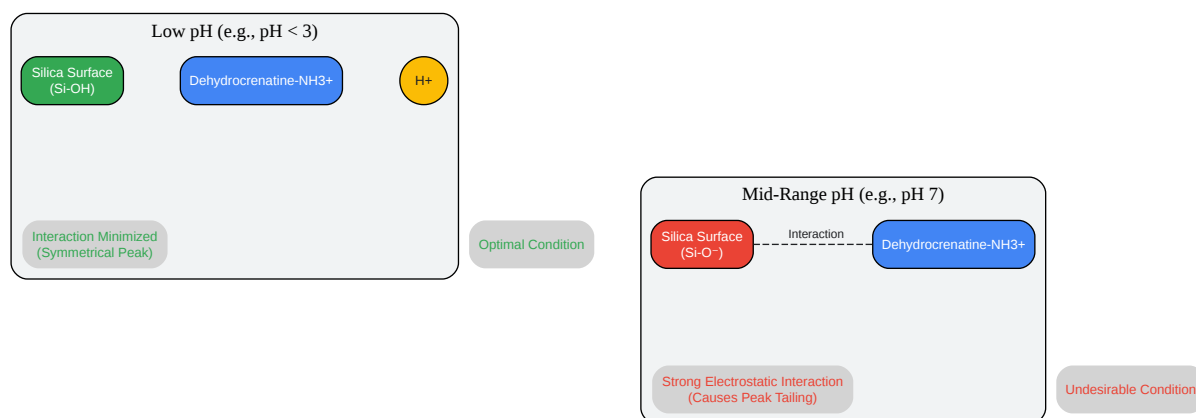 Low pH (e.g., pH < 3)
Silica Surface
(Si-OH)
Dehydrocrenatine-NH3+
H+
Interaction Minimized
(Symmetrical Peak)
Optimal Condition
Mid-Range pH (e.g., pH 7)
Silica Surface
(Si-O⁻)
Interaction
Dehydrocrenatine-NH3+
Strong Electrostatic Interaction
(Causes Peak Tailing)
Undesirable Condition